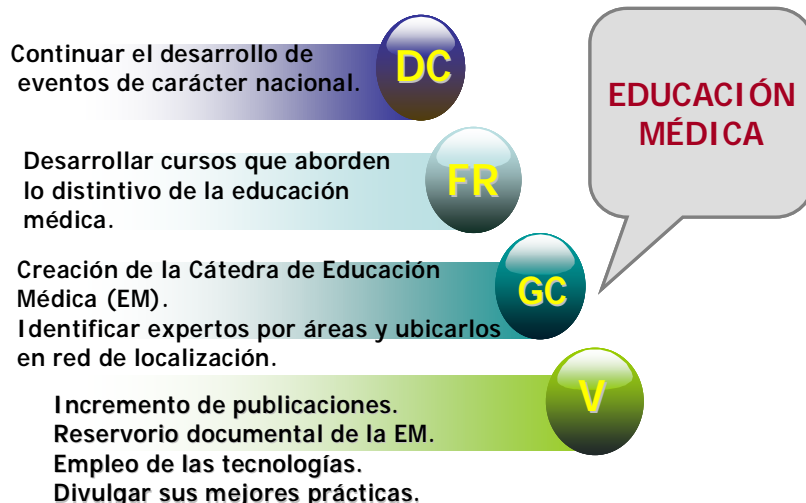 Continuar el desarrollo de
eventos de carácter nacional.
DC
EDUCACIÓN
MÉDICA
Desarrollar cursos que aborden
lo distintivo de la educación
médica.
FR
Creación de la Cátedra de Educación
Médica (EM).
Identificar expertos por áreas y ubicarlos
en red de localización.
GC
Incremento de publicaciones.
Reservorio documental de la EM.
Empleo de las tecnologías.
Divulgar sus mejores prácticas.
V